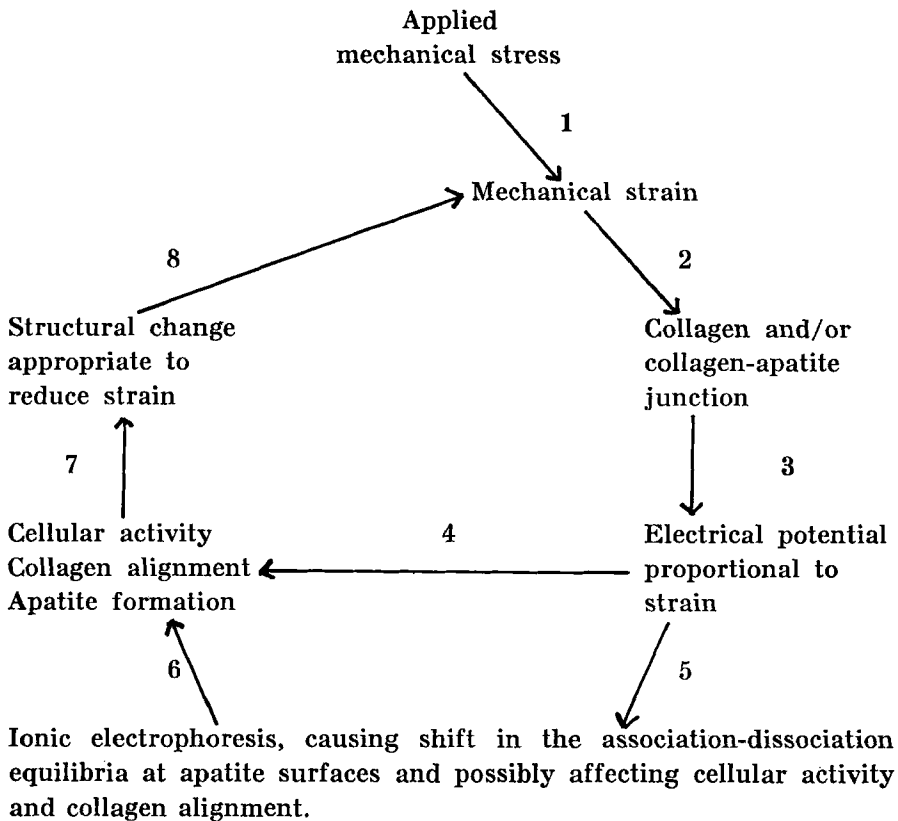 Applied
mechanical stress
1
Mechanical strain
8
2
Structural change
appropriate to
reduce strain
Collagen and/or
collagen-apatite
junction
7
3
Cellular activity
Collagen alignment
Apatite formation
4
Electrical potential
proportional to
strain
6
5
Ionic electrophoresis, causing shift in the association-dissociation
equilibria at apatite surfaces and possibly affecting cellular activity
and collagen alignment.